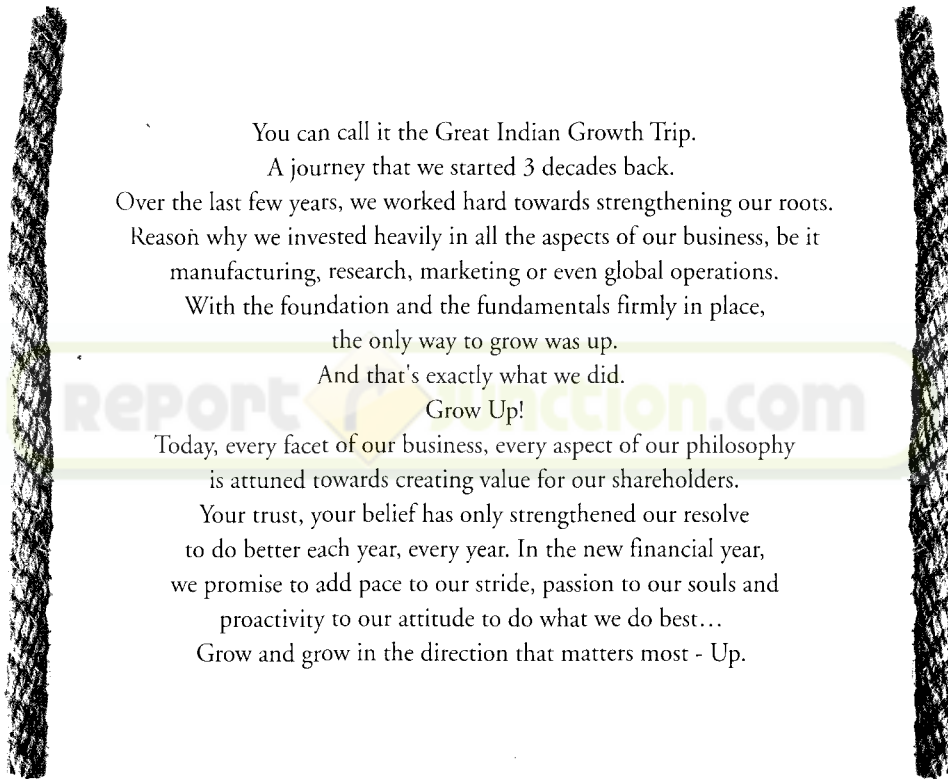 You can call it the Great Indian Growth Trip.
A journey that we started 3 decades back.
Over the last few years, we worked hard towards strengthening our roots.
Reason why we invested heavily in all the aspects of our business, be it
manufacturing, research, marketing or even global operations.
With the foundation and the fundamentals firmly in place,
the only way to grow was up.
And that's exactly what we did.
Grow Up!
Today, every facet of our business, every aspect of our philosophy
is attuned towards creating value for our shareholders.
Your trust, your belief has only strengthened our resolve
to do better each year, every year. In the new financial year,
we promise to add pace to our stride, passion to our souls and
proactivity to our attitude to do what we do best...
Grow and grow in the direction that matters most - Up.
REPORT Junction.com